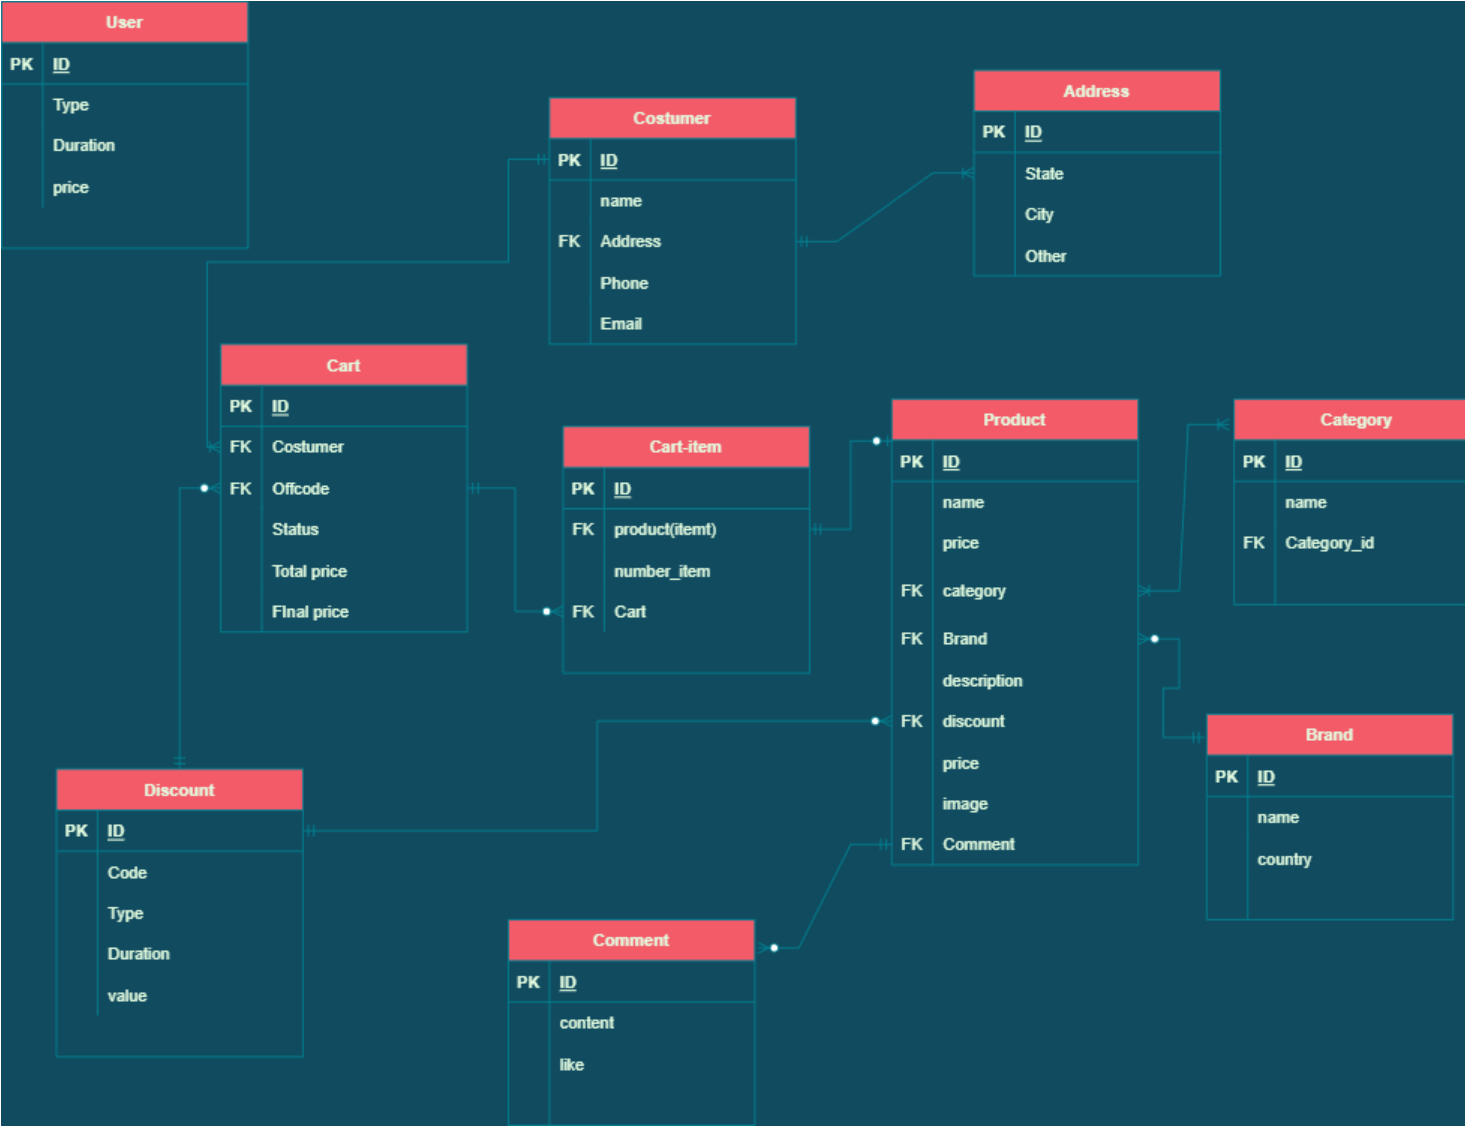 User
PK ID
Type
Duration
price
Costumer
PK ID
name
FK Address
Phone
Email
Address
PK ID
State
City
Other
Cart
PK ID
FK Costumer
FK Offcode
Status
Total price
FInal price
Cart-item
PK ID
FK product(itemt)
number_item
FK Cart
Product
PK ID
name
price
FK category
FK Brand
description
FK discount
price
image
FK Comment
Category
PK ID
name
FK Category_id
Brand
PK ID
name
country
Discount
PK ID
Code
Type
Duration
value
Comment
PK ID
content
like